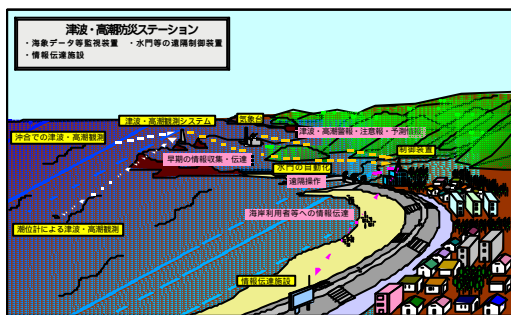 津波・高潮防災ステーション
・海象データ等監視装置　・水門等の遠隔制御装置
・情報伝達施設
津波・高潮観測システム
気象台
沖合での津波・高潮観測
津波・高潮警報・注意報・予測情報
制御装置
早期の情報収集・伝達
水門の自動化
遠隔操作
海岸利用者等への情報伝達
潮位計による津波・高潮観測
情報伝達施設